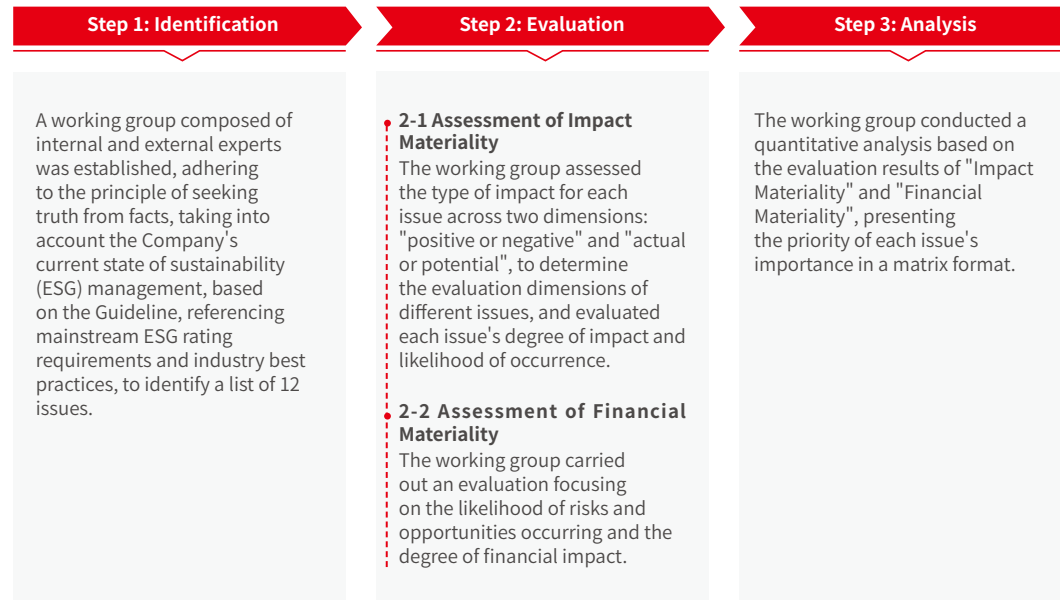 Step 1: Identification
A working group composed of
internal and external experts
was established, adhering
to the principle of seeking
truth from facts, taking into
account the Company's
current state of sustainability
(ESG) management, based
on the Guideline, referencing
mainstream ESG rating
requirements and industry best
practices, to identify a list of 12
issues.
Step 2: Evaluation
2-1 Assessment of Impact
Materiality
The working group assessed
the type of impact for each
issue across two dimensions:
"positive or negative" and "actual
or potential", to determine
the evaluation dimensions of
different issues, and evaluated
each issue's degree of impact and
likelihood of occurrence.
2-2 Assessment of Financial
Materiality
The working group carried
out an evaluation focusing
on the likelihood of risks and
opportunities occurring and the
degree of financial impact.
Step 3: Analysis
The working group conducted a
quantitative analysis based on
the evaluation results of "Impact
Materiality" and "Financial
Materiality", presenting
the priority of each issue's
importance in a matrix format.